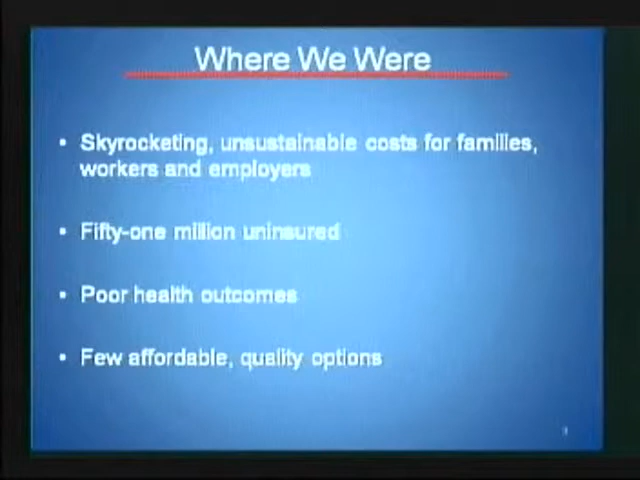 Where We Were
• Skyrocketing, unsustainable costs for families,
workers and employers
• Fifty-one million uninsured
• Poor health outcomes
• Few affordable, quality options